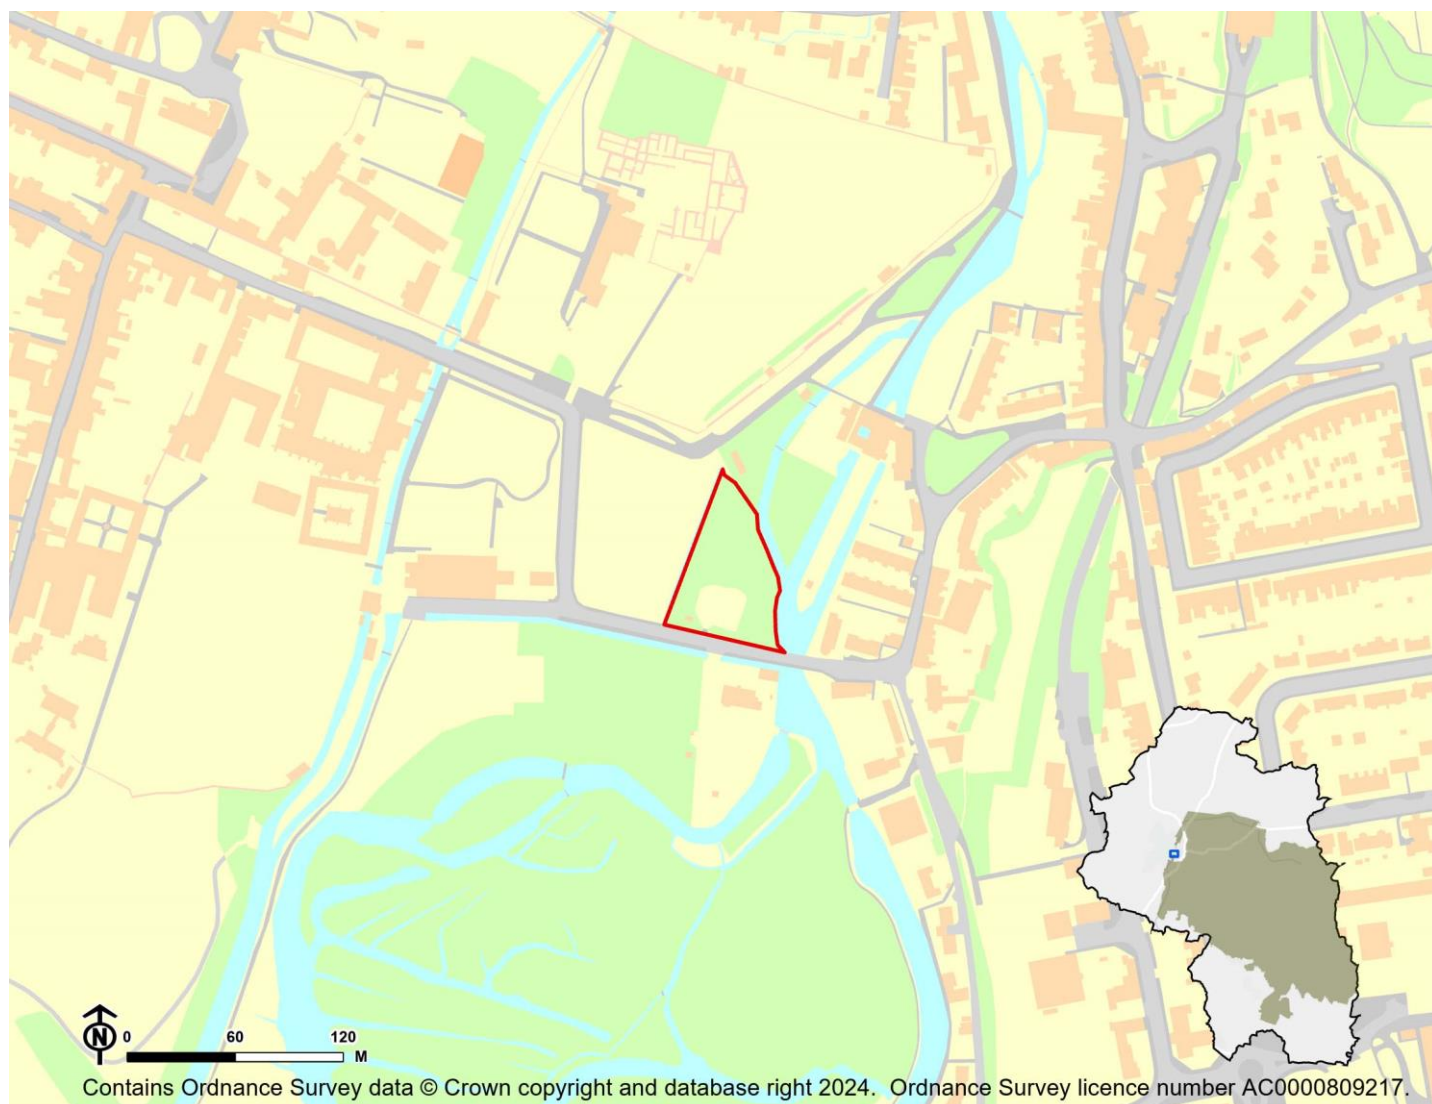 N 0 60 120
M
Contains Ordnance Survey data © Crown copyright and database right 2024. Ordnance Survey licence number AC0000809217.